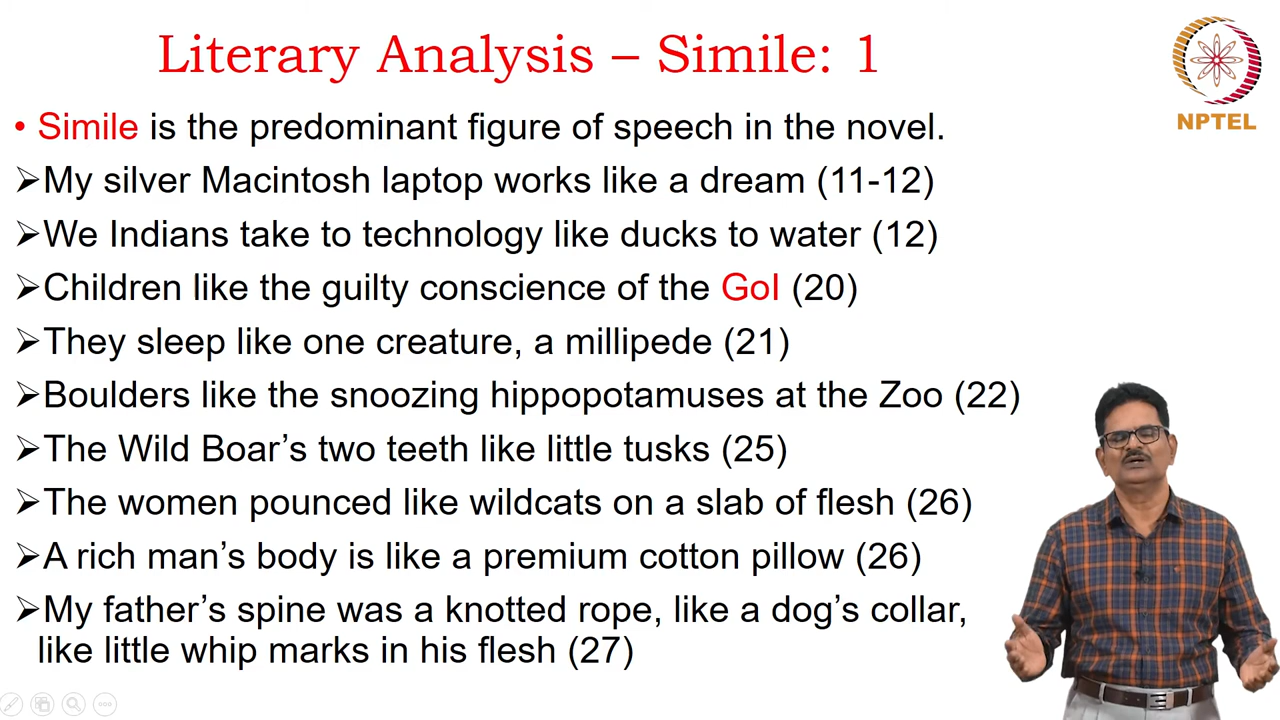 Literary Analysis – Simile: 1
• Simile is the predominant figure of speech in the novel.
➢My silver Macintosh laptop works like a dream (11-12)
➢We Indians take to technology like ducks to water (12)
➢Children like the guilty conscience of the GoI (20)
➢They sleep like one creature, a millipede (21)
➢Boulders like the snoozing hippopotamuses at the Zoo (22)
➢The Wild Boar’s two teeth like little tusks (25)
➢The women pounced like wildcats on a slab of flesh (26)
➢A rich man’s body is like a premium cotton pillow (26)
➢My father’s spine was a knotted rope, like a dog’s collar,
like little whip marks in his flesh (27)
NPTEL